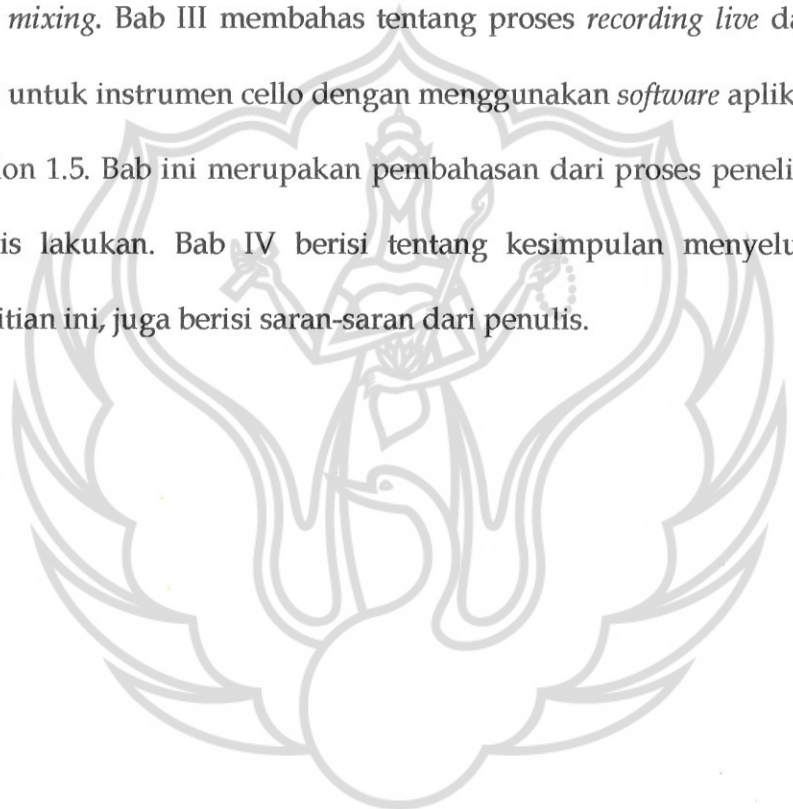 mixing. Bab III membahas tentang proses recording live da
untuk instrumen cello dengan menggunakan software aplik
ion 1.5. Bab ini merupakan pembahasan dari proses peneli
is lakukan. Bab IV berisi tentang kesimpulan menyelu
itian ini, juga berisi saran-saran dari penulis.